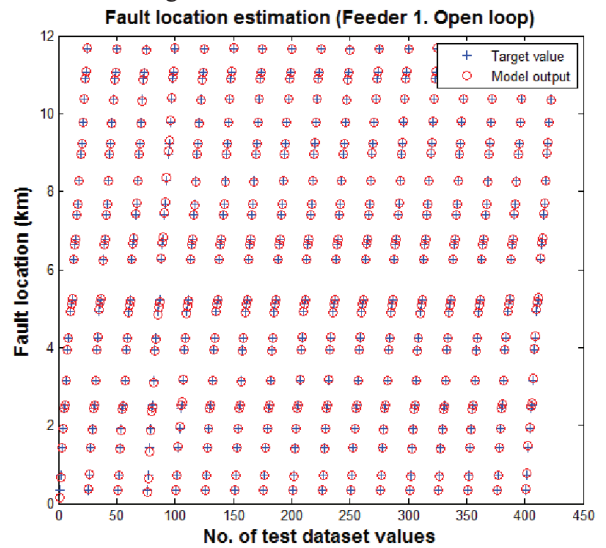 Fault location estimation (Feeder 1. Open loop)
12
10
8
6
4
2
0
Fault location (km)
Target value
Model output
0 50 100 150 200 250 300 350 400 450
No. of test dataset values